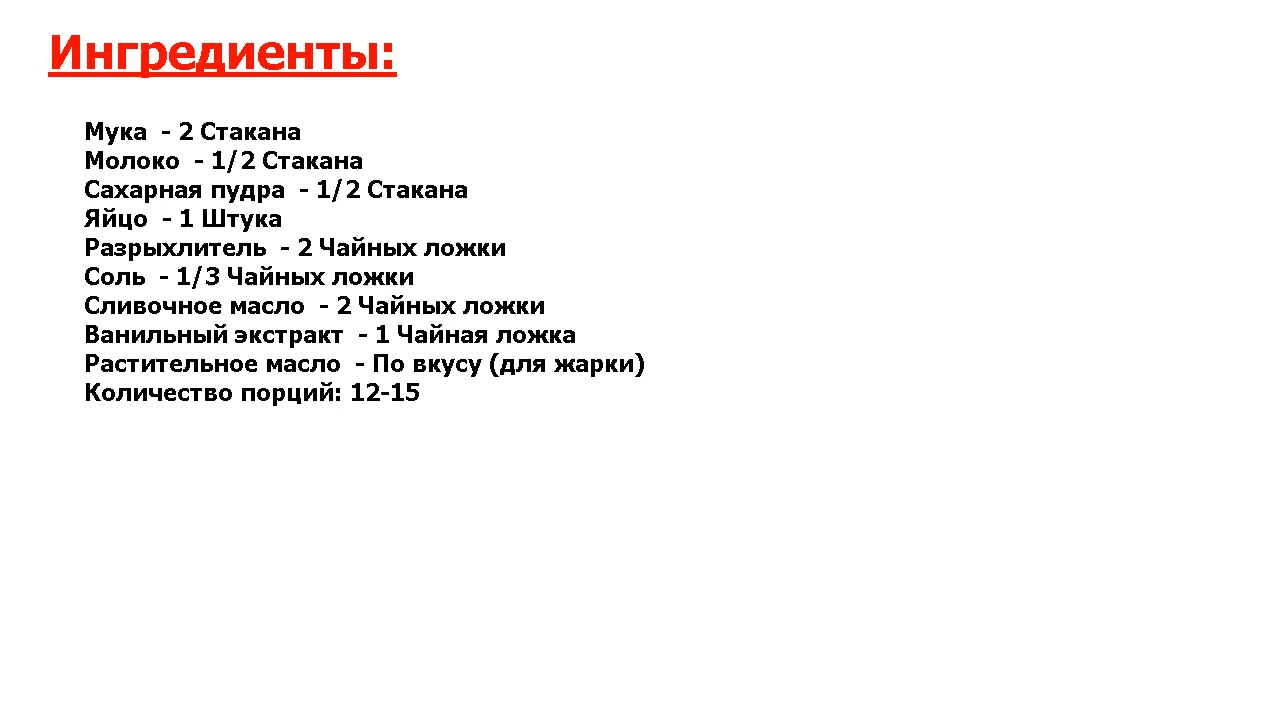 Ингредиенты:
Мука - 2 Стакана
Молоко - 1/2 Стакана
Сахарная пудра - 1/2 Стакана
Яйцо - 1 Штука
Разрыхлитель - 2 Чайных ложки
Соль - 1/3 Чайных ложки
Сливочное масло - 2 Чайных ложки
Ванильный экстракт - 1 Чайная ложка
Растительное масло - По вкусу (для жарки)
Количество порций: 12-15